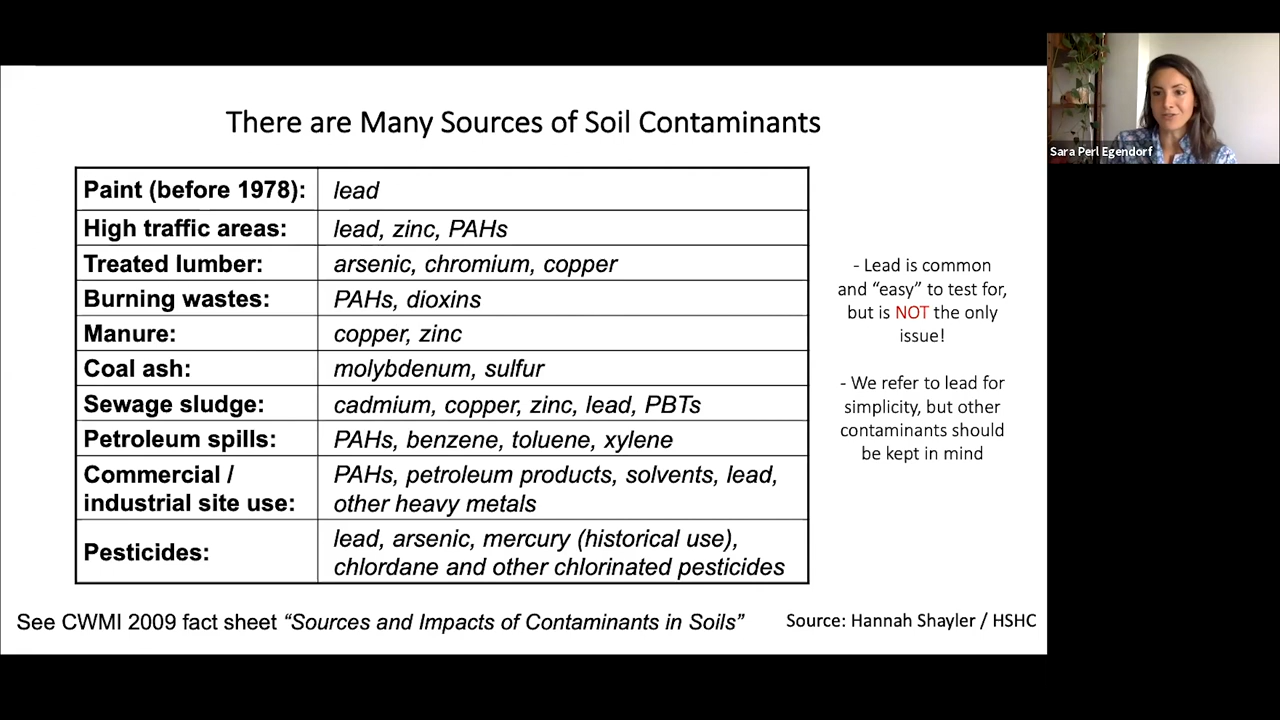 There are Many Sources of Soil Contaminants
Paint (before 1978): lead
High traffic areas: lead, zinc, PAHs
Treated lumber: arsenic, chromium, copper
Burning wastes: PAHs, dioxins
Manure: copper, zinc
Coal ash: molybdenum, sulfur
Sewage sludge: cadmium, copper, zinc, lead, PBTs
Petroleum spills: PAHs, benzene, toluene, xylene
Commercial /
industrial site use:
PAHs, petroleum products, solvents, lead,
other heavy metals
Pesticides:
lead, arsenic, mercury (historical use),
chlordane and other chlorinated pesticides
- Lead is common
and “easy” to test for,
but is NOT the only
issue!
- We refer to lead for
simplicity, but other
contaminants should
be kept in mind
See CWMI 2009 fact sheet “Sources and Impacts of Contaminants in Soils”
Source: Hannah Shayler / HSHC
Sara Perl Egendorf